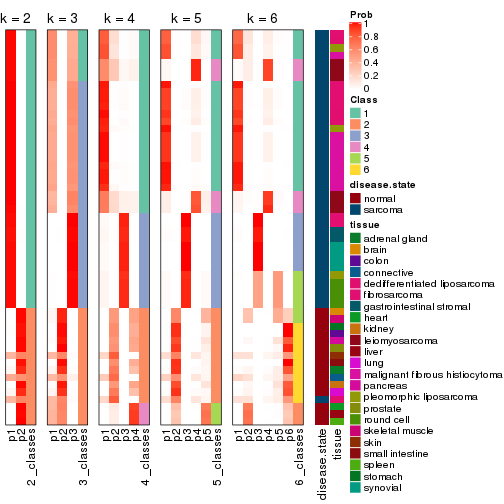 k = 2
k = 3
k = 4
k = 5
k = 6
p1
p2
2_classes
p1
p2
p3
3_classes
p1
p2
p3
p4
4_classes
p1
p2
p3
p4
p5
5_classes
p1
p2
p3
p4
p5
p6
6_classes
disease.state
tissue
Prob
1
0.8
0.6
0.4
0.2
0
Class
1
2
3
4
5
6
disease.state
normal
sarcoma
tissue
adrenal gland
brain
colon
connective
dedifferentiated liposarcoma
fibrosarcoma
gastrointestinal stromal
heart
kidney
leiomyosarcoma
liver
lung
malignant fibrous histiocytoma
pancreas
pleomorphic liposarcoma
prostate
round cell
skeletal muscle
skin
small intestine
spleen
stomach
synovial